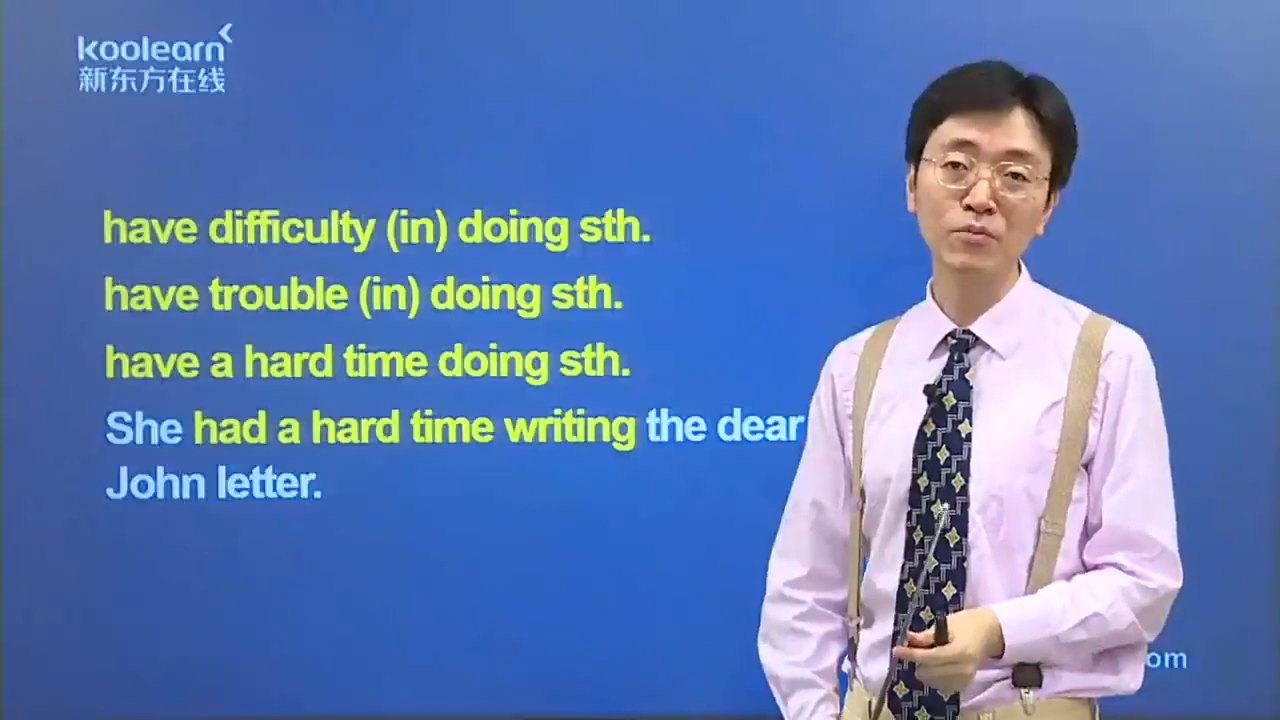 koolearn
新东方在线
have difficulty (in) doing sth.
have trouble (in) doing sth.
have a hard time doing sth.
She had a hard time writing the dear
John letter.
om